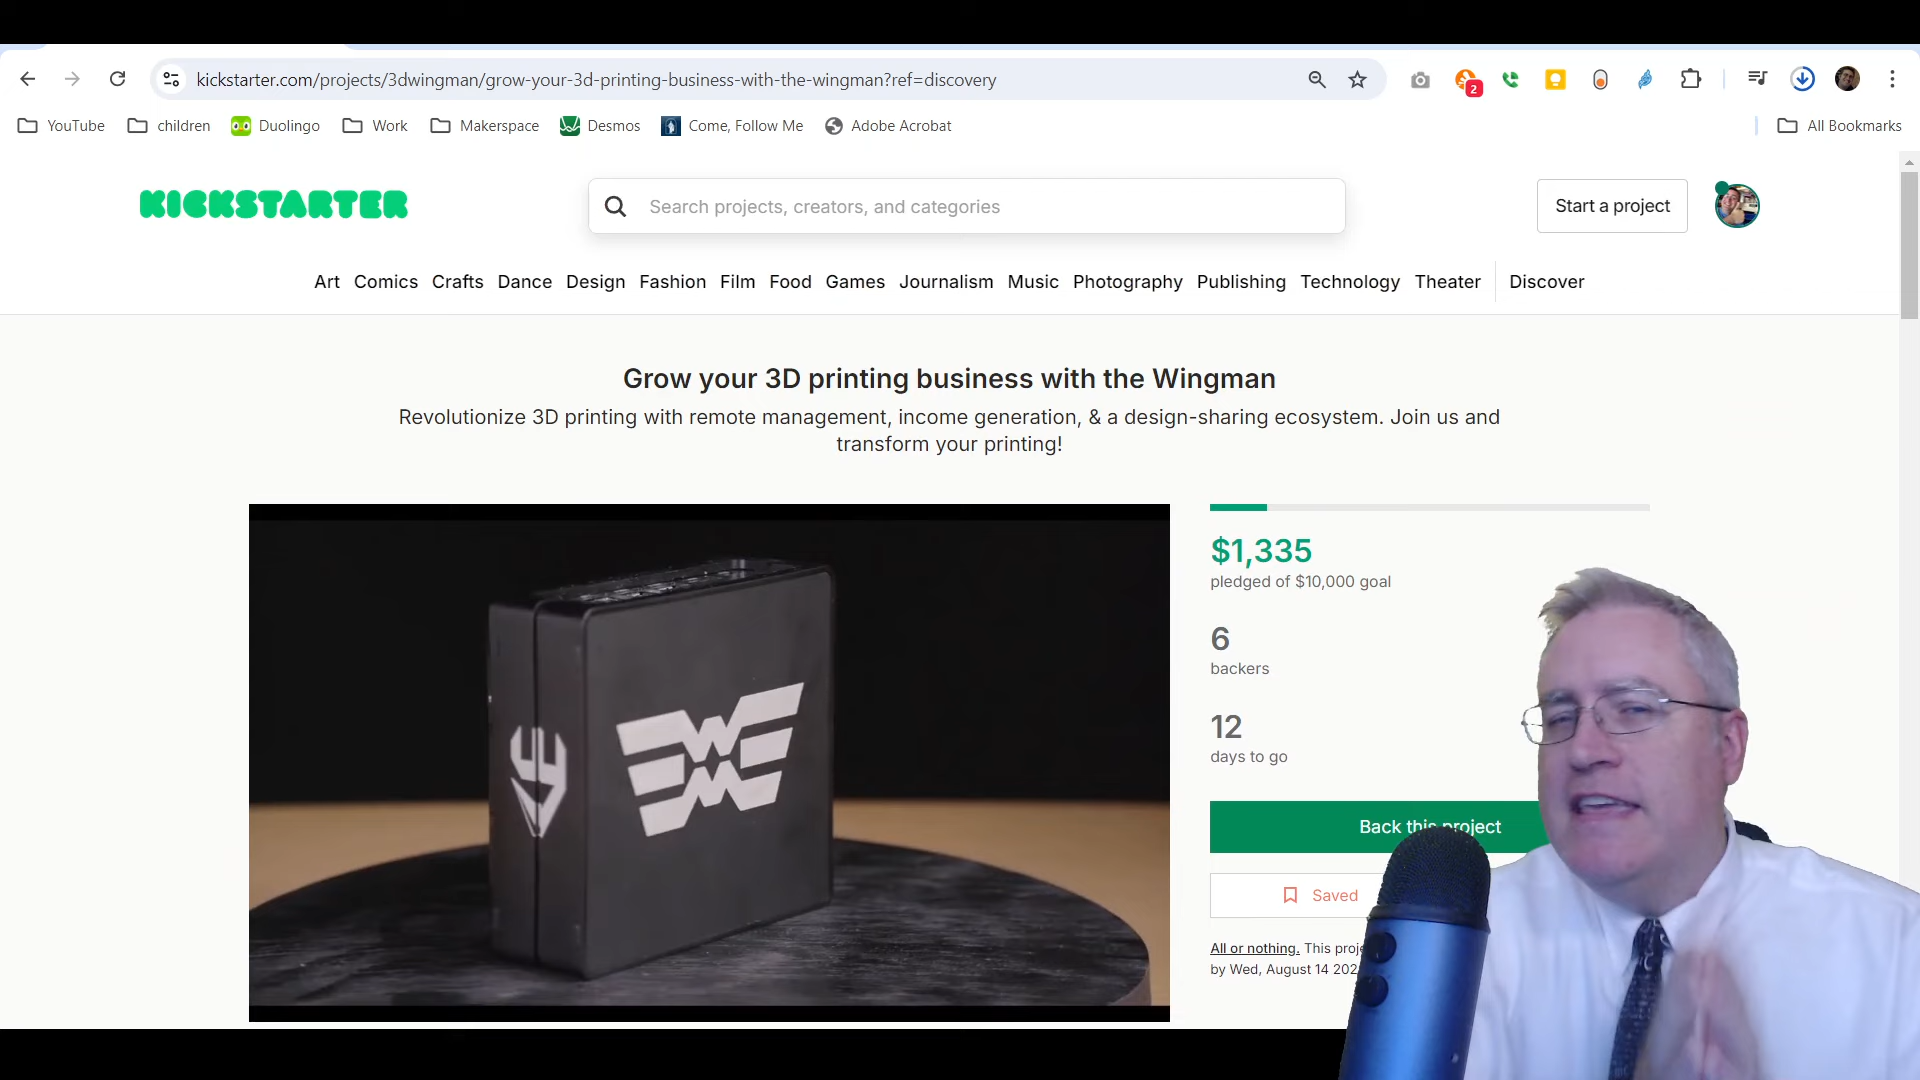 kickstarter.com/projects/3dwingman/grow-your-3d-printing-business-with-the-wingman?ref=discovery
2
YouTube children Duolingo Work Makerspace Desmos Come, Follow Me Adobe Acrobat All Bookmarks
KICKSTARTER
Search projects, creators, and categories
Start a project
Art Comics Crafts Dance Design Fashion Film Food Games Journalism Music Photography Publishing Technology Theater Discover
Grow your 3D printing business with the Wingman
Revolutionize 3D printing with remote management, income generation, & a design-sharing ecosystem. Join us and
transform your printing!
$1,335
pledged of $10,000 goal
6
backers
12
days to go
Back this project
Saved
All or nothing. This
by Wed, August 14